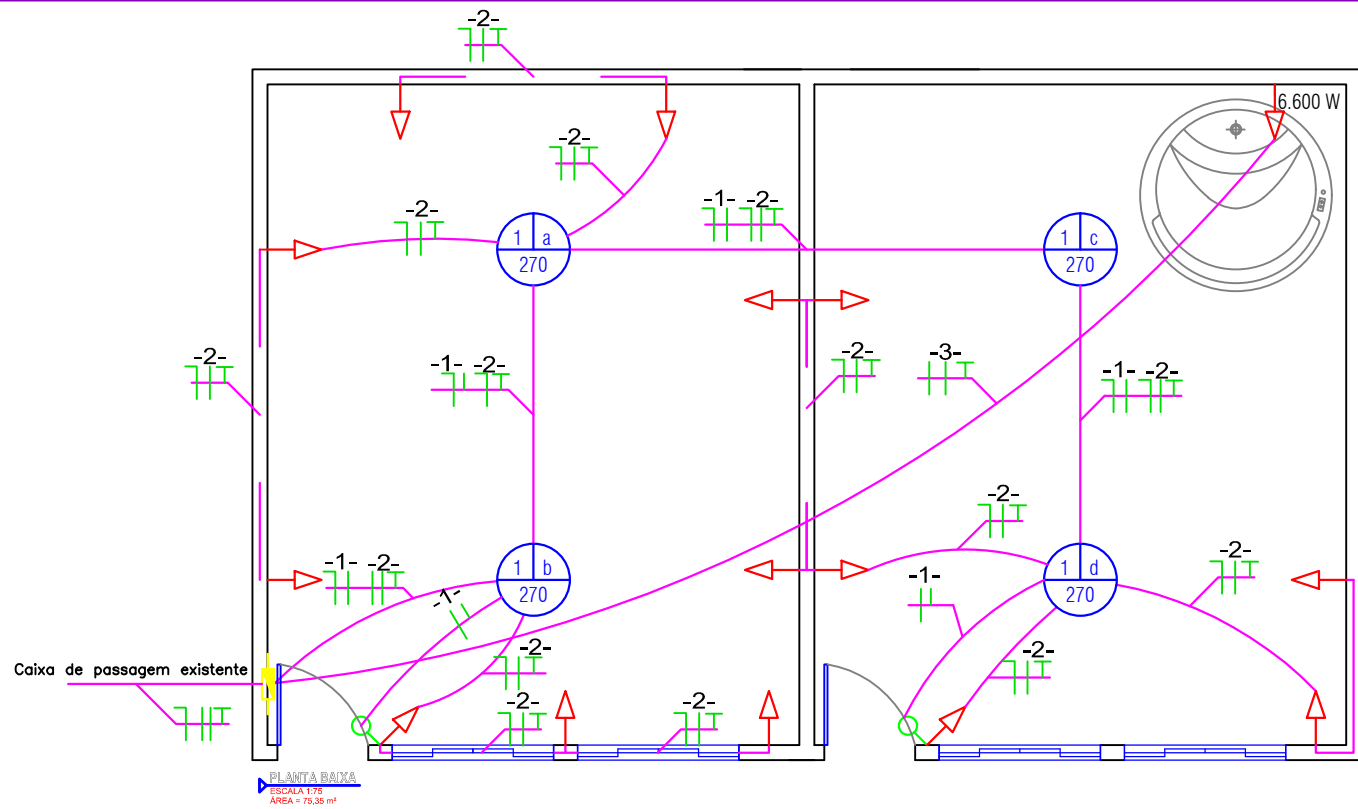 -2-
6.600 W
-2-
-2-
-1- -2-
1 a
270
1 c
270
-2-
-1- -2-
-2-
-3-
-1- -2-
-2-
-1- -2-
1 b
270
-1-
-1-
1 d
270
-2-
-2-
-2-
Caixa de passagem existente
-2-
-2-
PLANTA BAIXA
ESCALA 1:75
ÁREA = 75,35 m²